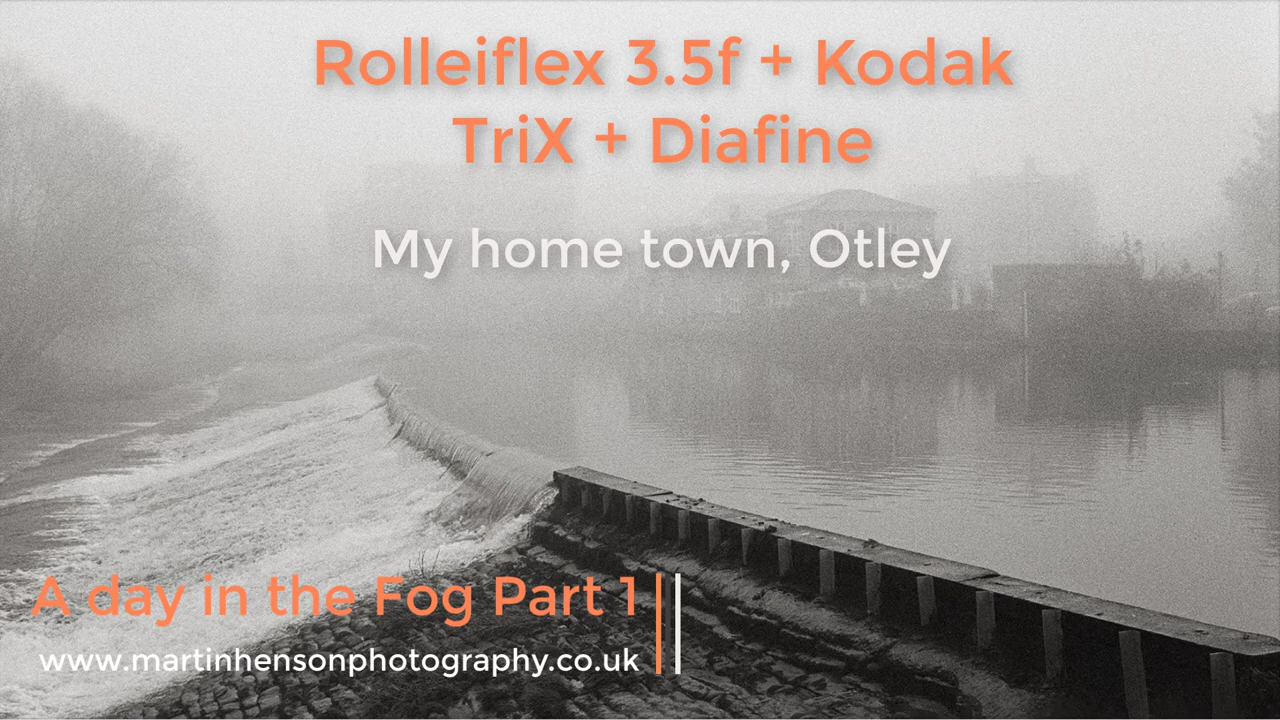 Rolleiflex 3.5f + Kodak
TriX + Diafine
My home town, Otley
A day in the Fog Part 1
www.martinhensonphotography.co.uk